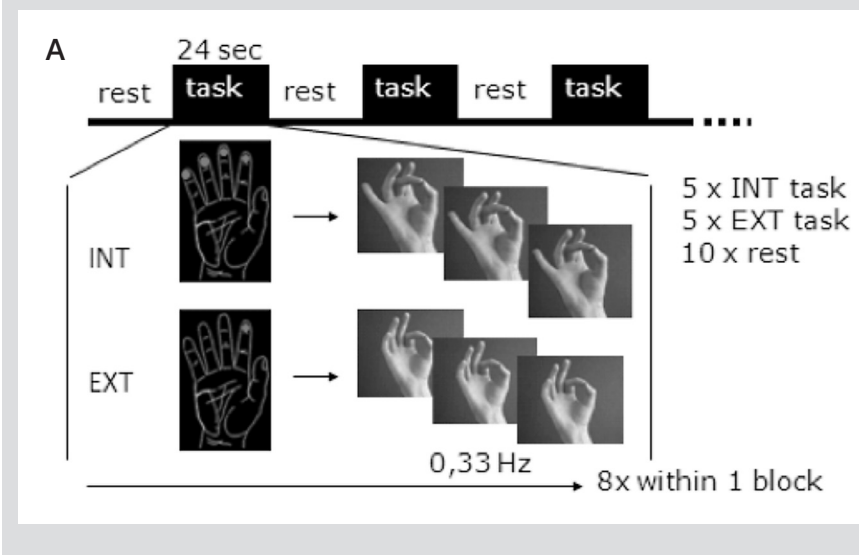 A
24 sec
rest task rest task rest task
5 x INT task
5 x EXT task
10 x rest
INT
EXT
0,33 Hz
8x within 1 block